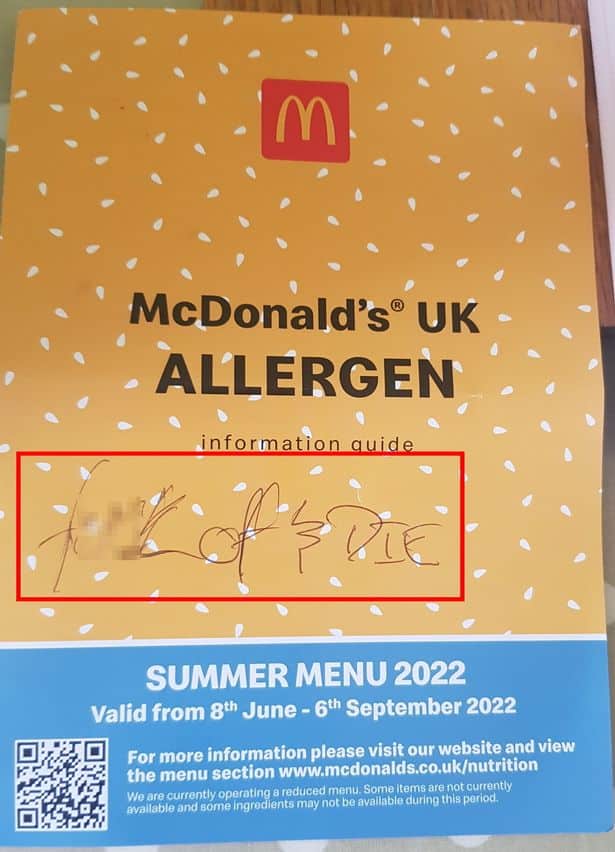 M
McDonald's® UK
ALLERGEN
information guide
off & DIE
SUMMER MENU 2022
Valid from 8th June - 6th September 2022
For more information please visit our website and view
the menu section www.mcdonalds.co.uk/nutrition
We are currently operating a reduced menu. Some items are not currently
available and some ingredients may not be available during this period.